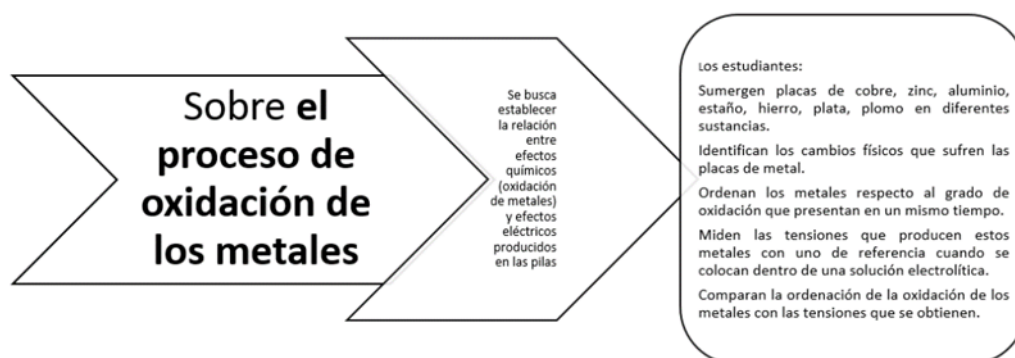 Sobre el
proceso de
oxidación de
los metales
Se busca
establecer
la relación
entre
efectos
químicos
(oxidación
de metales)
y efectos
eléctricos
producidos
en las pilas
Los estudiantes:
Sumergen placas de cobre, zinc, aluminio,
estaño, hierro, plata, plomo en diferentes
sustancias.
Identifican los cambios físicos que sufren las
placas de metal.
Ordenan los metales respecto al grado de
oxidación que presentan en un mismo tiempo.
Miden las tensiones que producen estos
metales con uno de referencia cuando se
colocan dentro de una solución electrolítica.
Comparan la ordenación de la oxidación de los
metales con las tensiones que se obtienen.